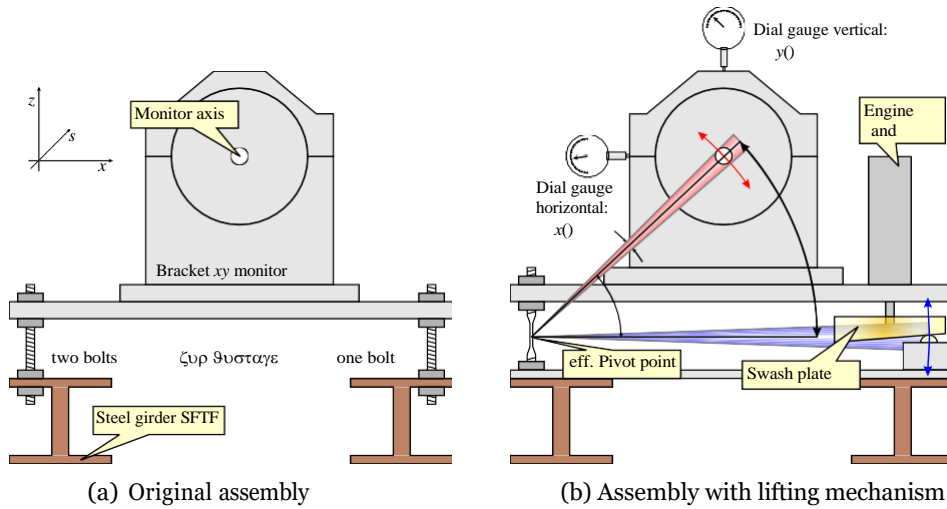 z
s
x
Monitor axis
Bracket xy monitor
two bolts
ζυρ ϑυσταγε
one bolt
Steel girder SFTF
(a) Original assembly
Dial gauge vertical:
y()
Engine
and
Dial gauge
horizontal:
x()
eff. Pivot point
Swash plate
(b) Assembly with lifting mechanism